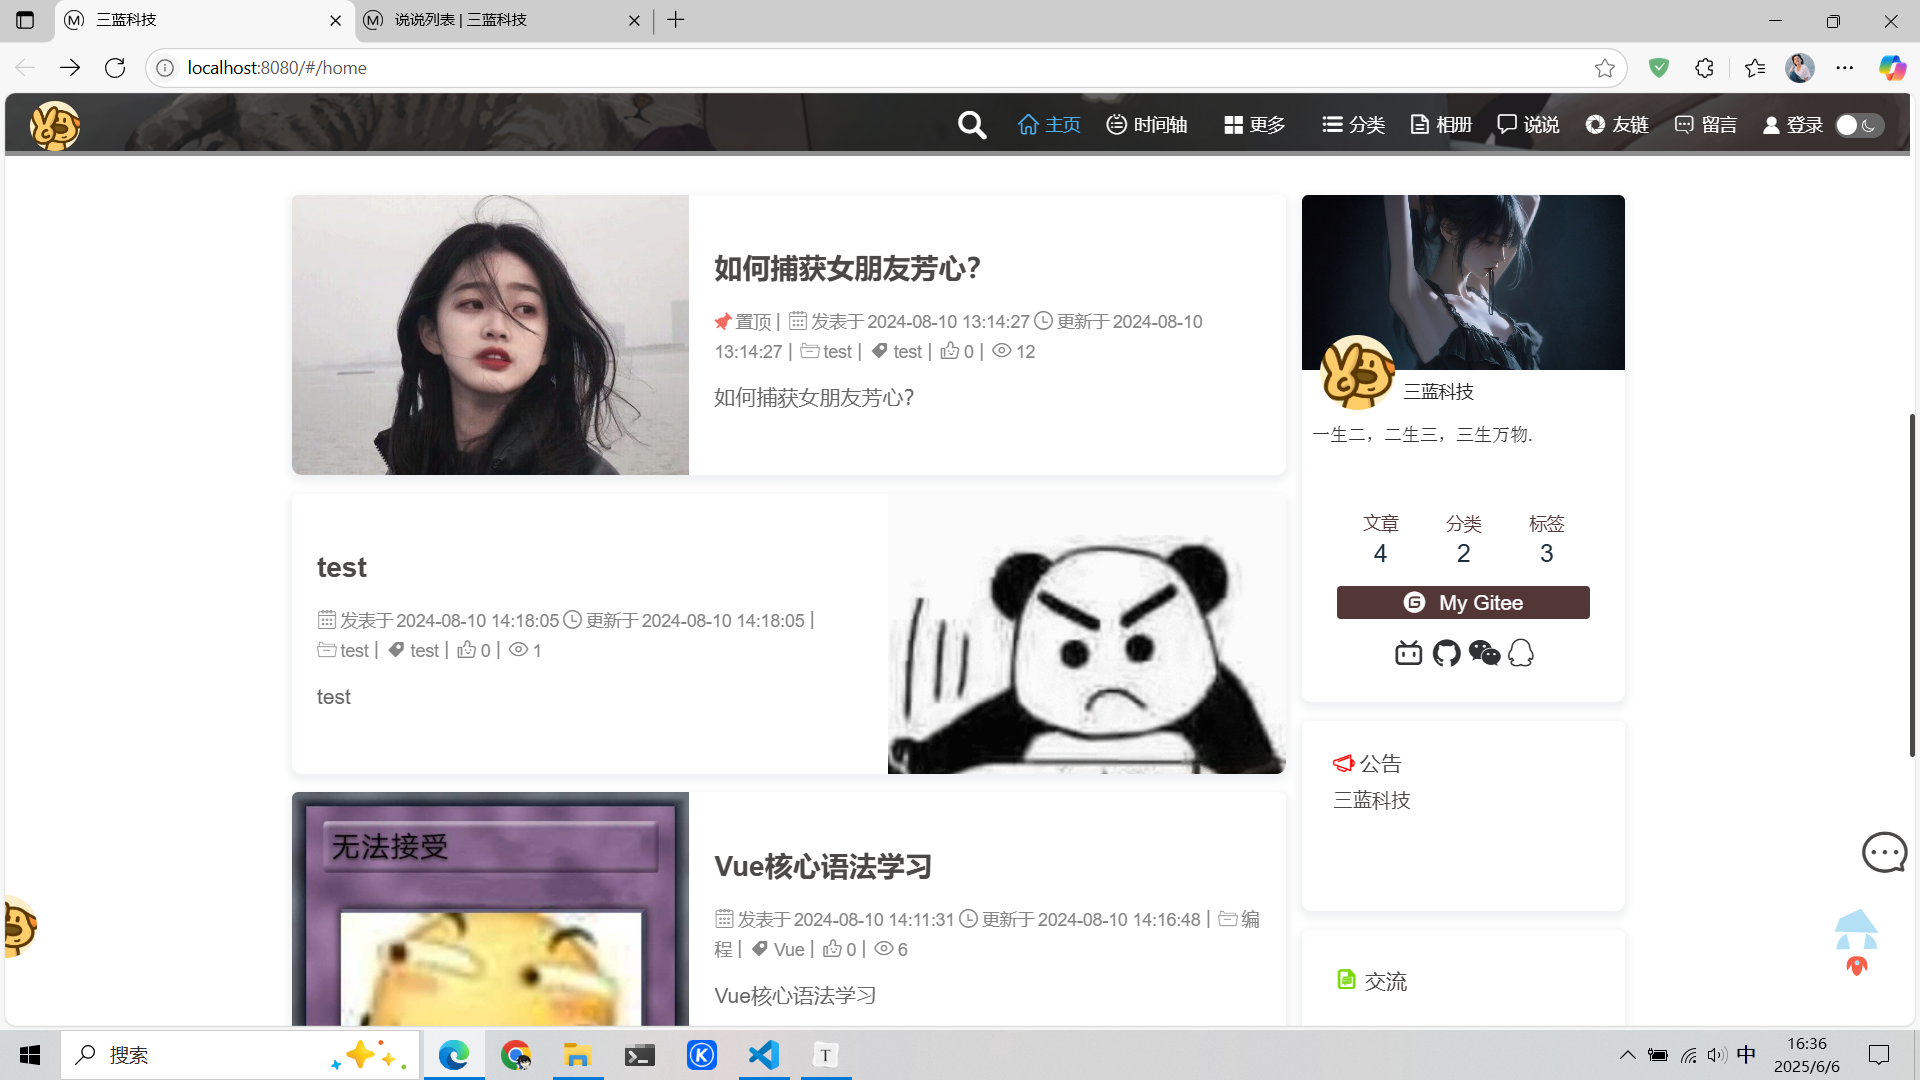 三蓝科技
说说列表 | 三蓝科技
localhost:8080/#/home
主页 时间轴 更多 分类 相册 说说 友链 留言 登录
如何捕获女朋友芳心？
置顶 | 发表于 2024-08-10 13:14:27 更新于 2024-08-10
13:14:27 | test | test | 0 | 12
如何捕获女朋友芳心？
test
发表于 2024-08-10 14:18:05 更新于 2024-08-10 14:18:05 |
test | test | 0 | 1
test
无法接受
Vue核心语法学习
发表于 2024-08-10 14:11:31 更新于 2024-08-10 14:16:48 | 编
程 | Vue | 0 | 6
Vue核心语法学习
三蓝科技
一生二，二生三，三生万物.
文章 分类 标签
4 2 3
My Gitee
公告
三蓝科技
交流
搜索
中
16:36
2025/6/6